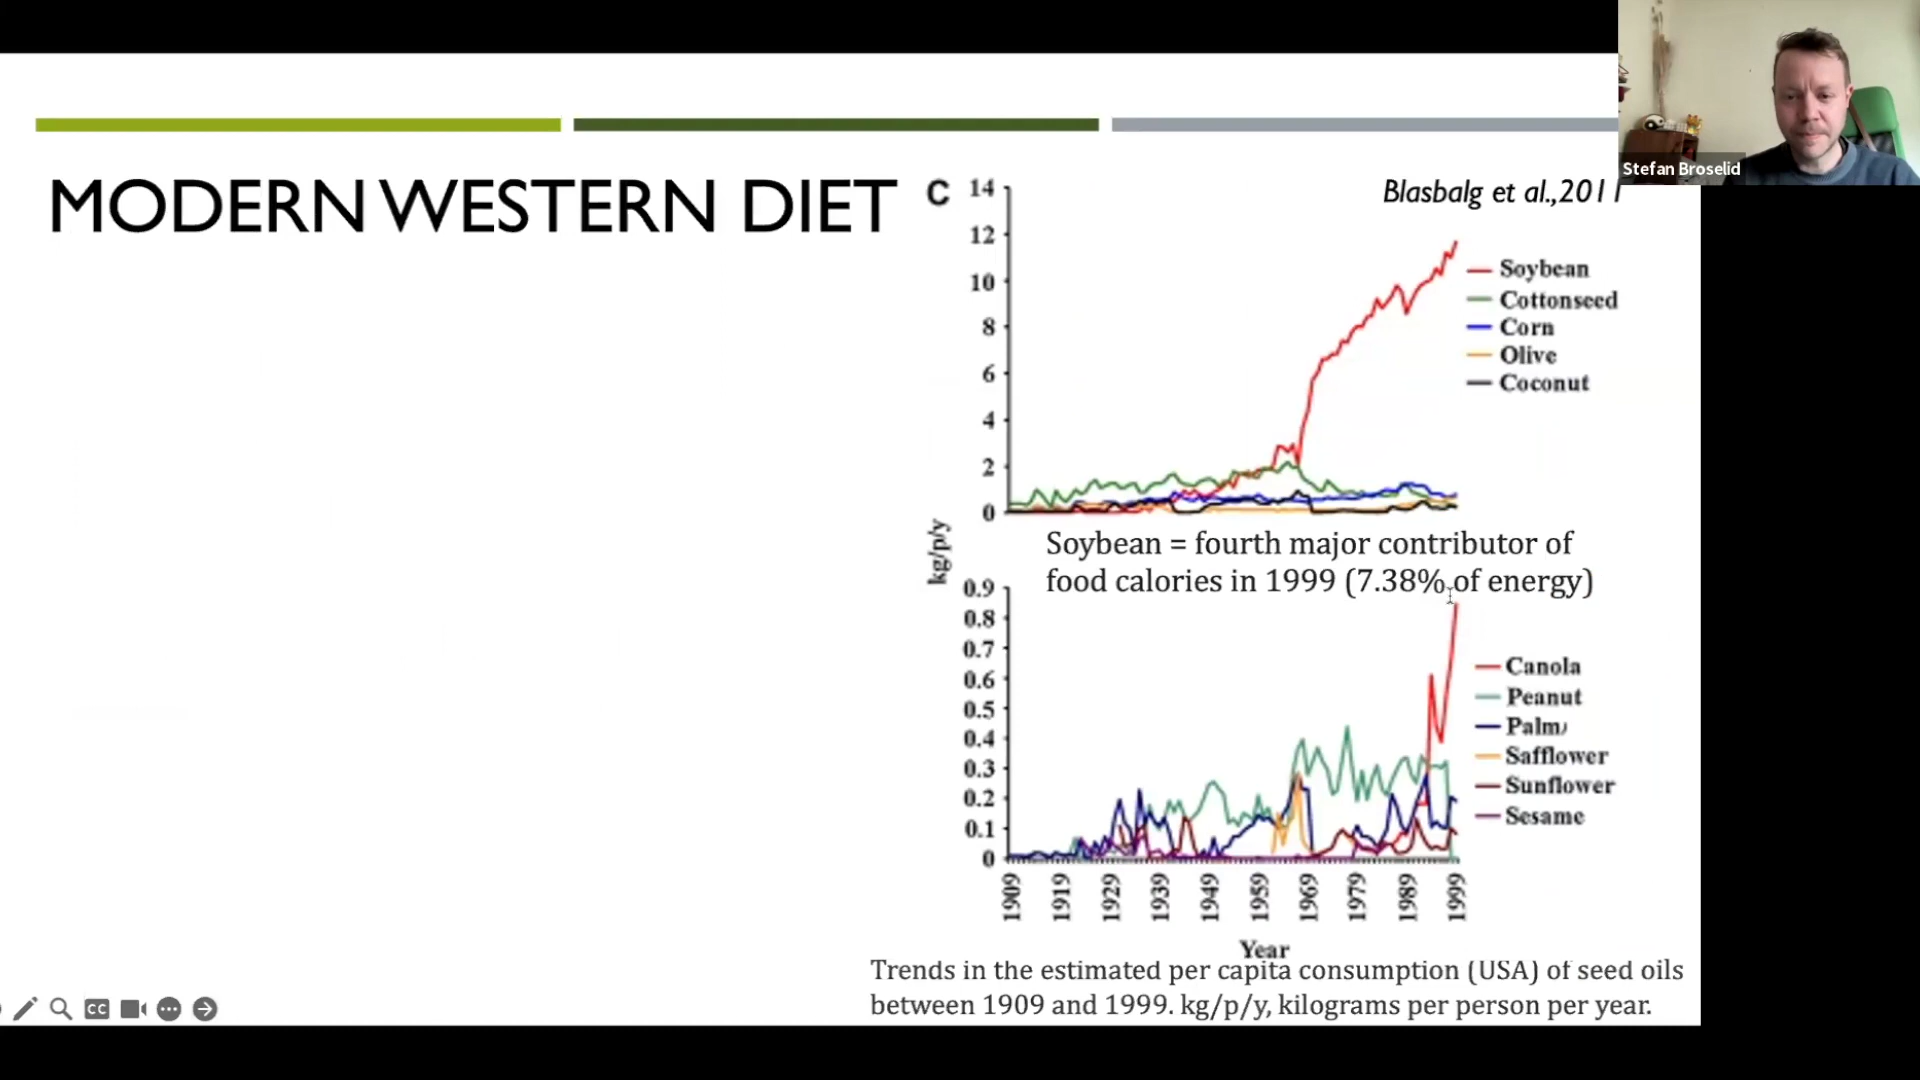 Stefan Broselid
MODERN WESTERN DIET
Blasbalg et al.,2011
C
14
12
10
8
6
4
2
0
Soybean
Cottonseed
Corn
Olive
Coconut
kg/p/y
Soybean = fourth major contributor of
food calories in 1999 (7.38% of energy)
0.9
0.8
0.7
0.6
0.5
0.4
0.3
0.2
0.1
0
Canola
Peanut
Palm
Safflower
Sunflower
Sesame
1909
1919
1929
1939
1949
1959
1969
1979
1989
1999
Year
Trends in the estimated per capita consumption (USA) of seed oils
between 1909 and 1999. kg/p/y, kilograms per person per year.
CC